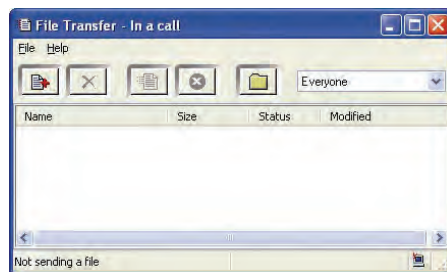 File Transfer - In a call
File Help
Everyone
Name Size Status Modified
Not sending a file